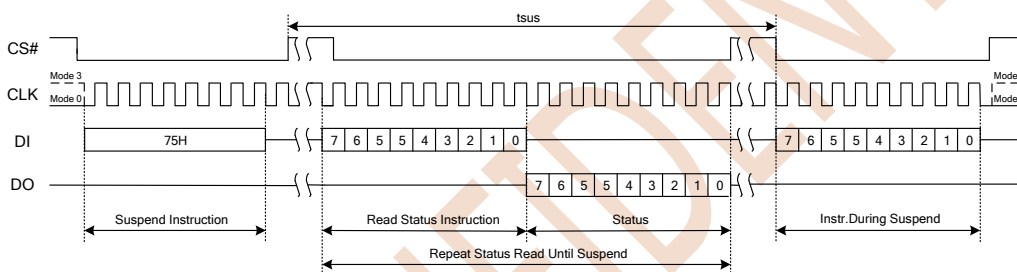 tsus
CS#
Mode 3
Mode
CLK
Mode 0
Mode
DI
75H
7 6 5 5 4 3 2 1 0
7 6 5 5 4 3 2 1 0
DO
7 6 5 5 4 3 2 1 0
Suspend Instruction
Read Status Instruction
Status
Instr.During Suspend
Repeat Status Read Until Suspend